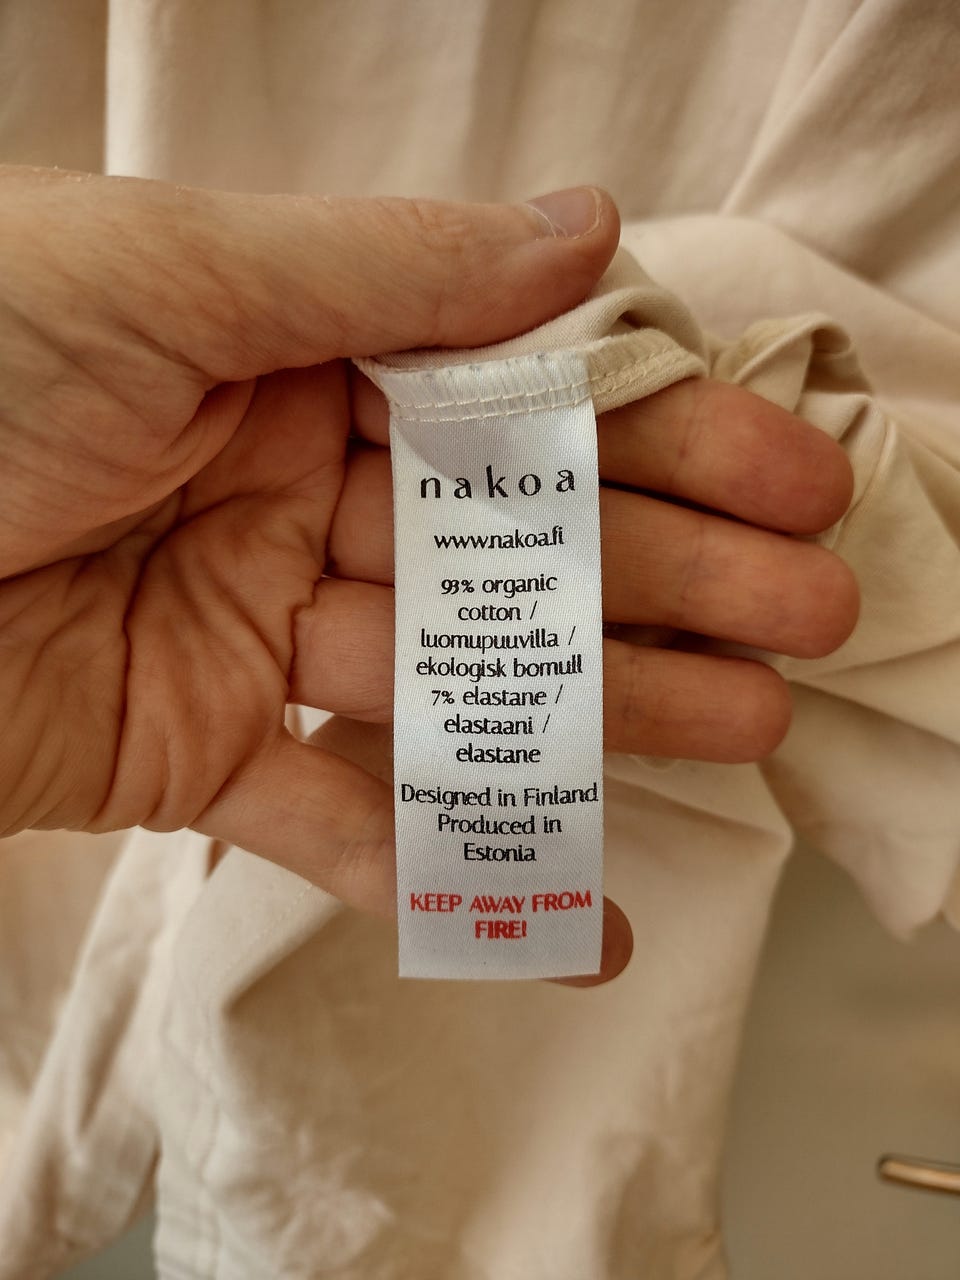 nakoa
www.nakoa.fi
93% organic
cotton /
luomupuuvilla /
ekologisk bomull
7% elastane /
elastaani /
elastane
Designed in Finland
Produced in
Estonia
KEEP AWAY FROM
FIRE!